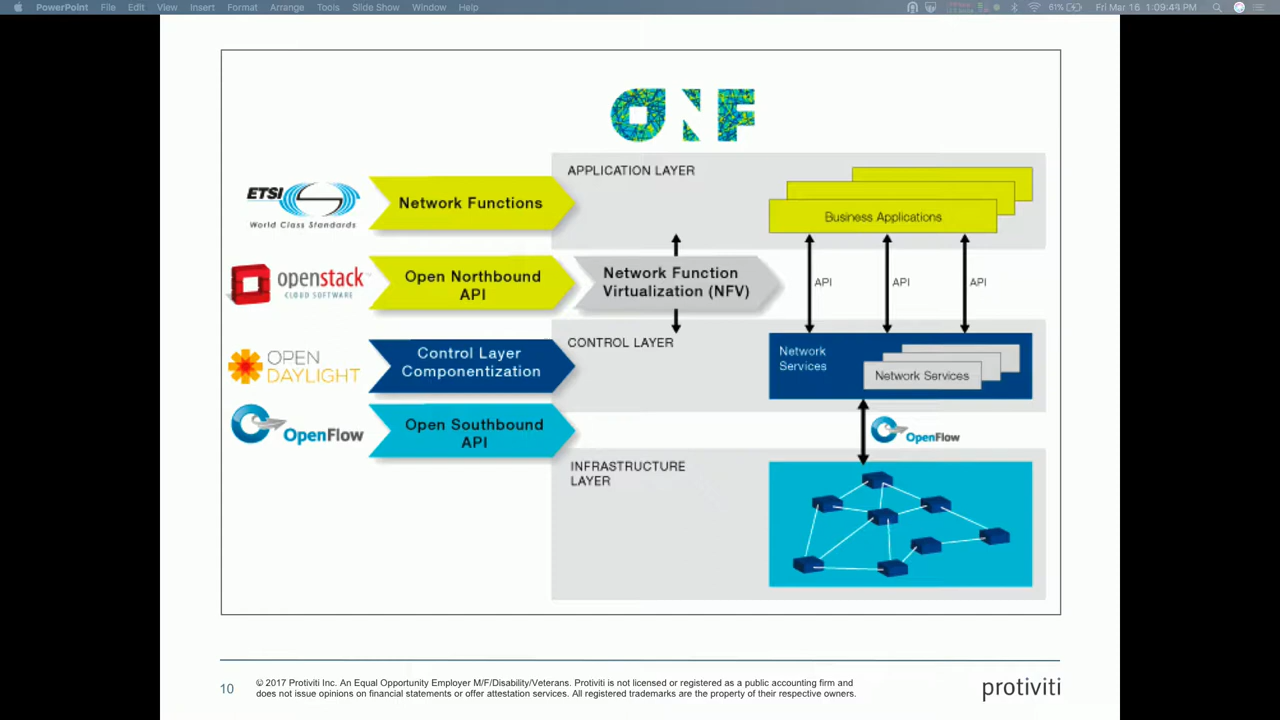 PowerPoint File Edit View Insert Format Arrange Tools Slide Show Window Help
61% Fri Mar 16 1:09:49 PM
ONF
APPLICATION LAYER
ETSI
World Class Standards
Network Functions
Business Applications
openstack
CLOUD SOFTWARE
Open Northbound
API
Network Function
Virtualization (NFV)
API API API
CONTROL LAYER
OPEN
DAYLIGHT
Control Layer
Componentization
Network
Services
Network Services
OpenFlow
Open Southbound
API
OpenFlow
INFRASTRUCTURE
LAYER
10
© 2017 Protiviti Inc. An Equal Opportunity Employer M/F/Disability/Veterans. Protiviti is not licensed or registered as a public accounting firm and
does not issue opinions on financial statements or offer attestation services. All registered trademarks are the property of their respective owners.
protiviti